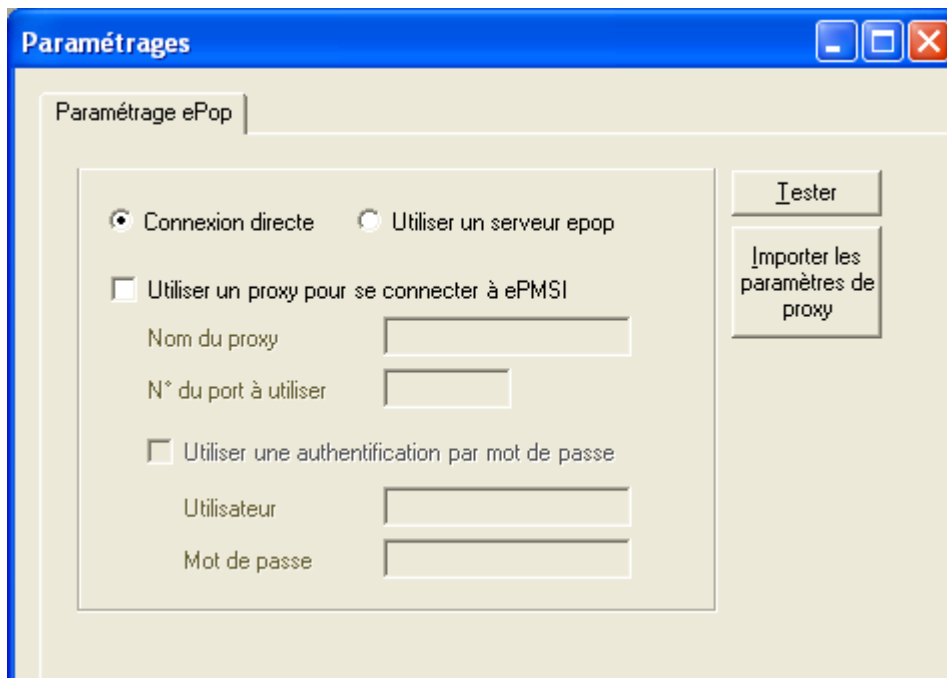 Paramétrages
Paramétrage ePop
Connexion directe
Utiliser un serveur epop
Tester
Importer les
paramètres de
proxy
Utiliser un proxy pour se connecter à ePMSI
Nom du proxy
N° du port à utiliser
Utiliser une authentification par mot de passe
Utilisateur
Mot de passe